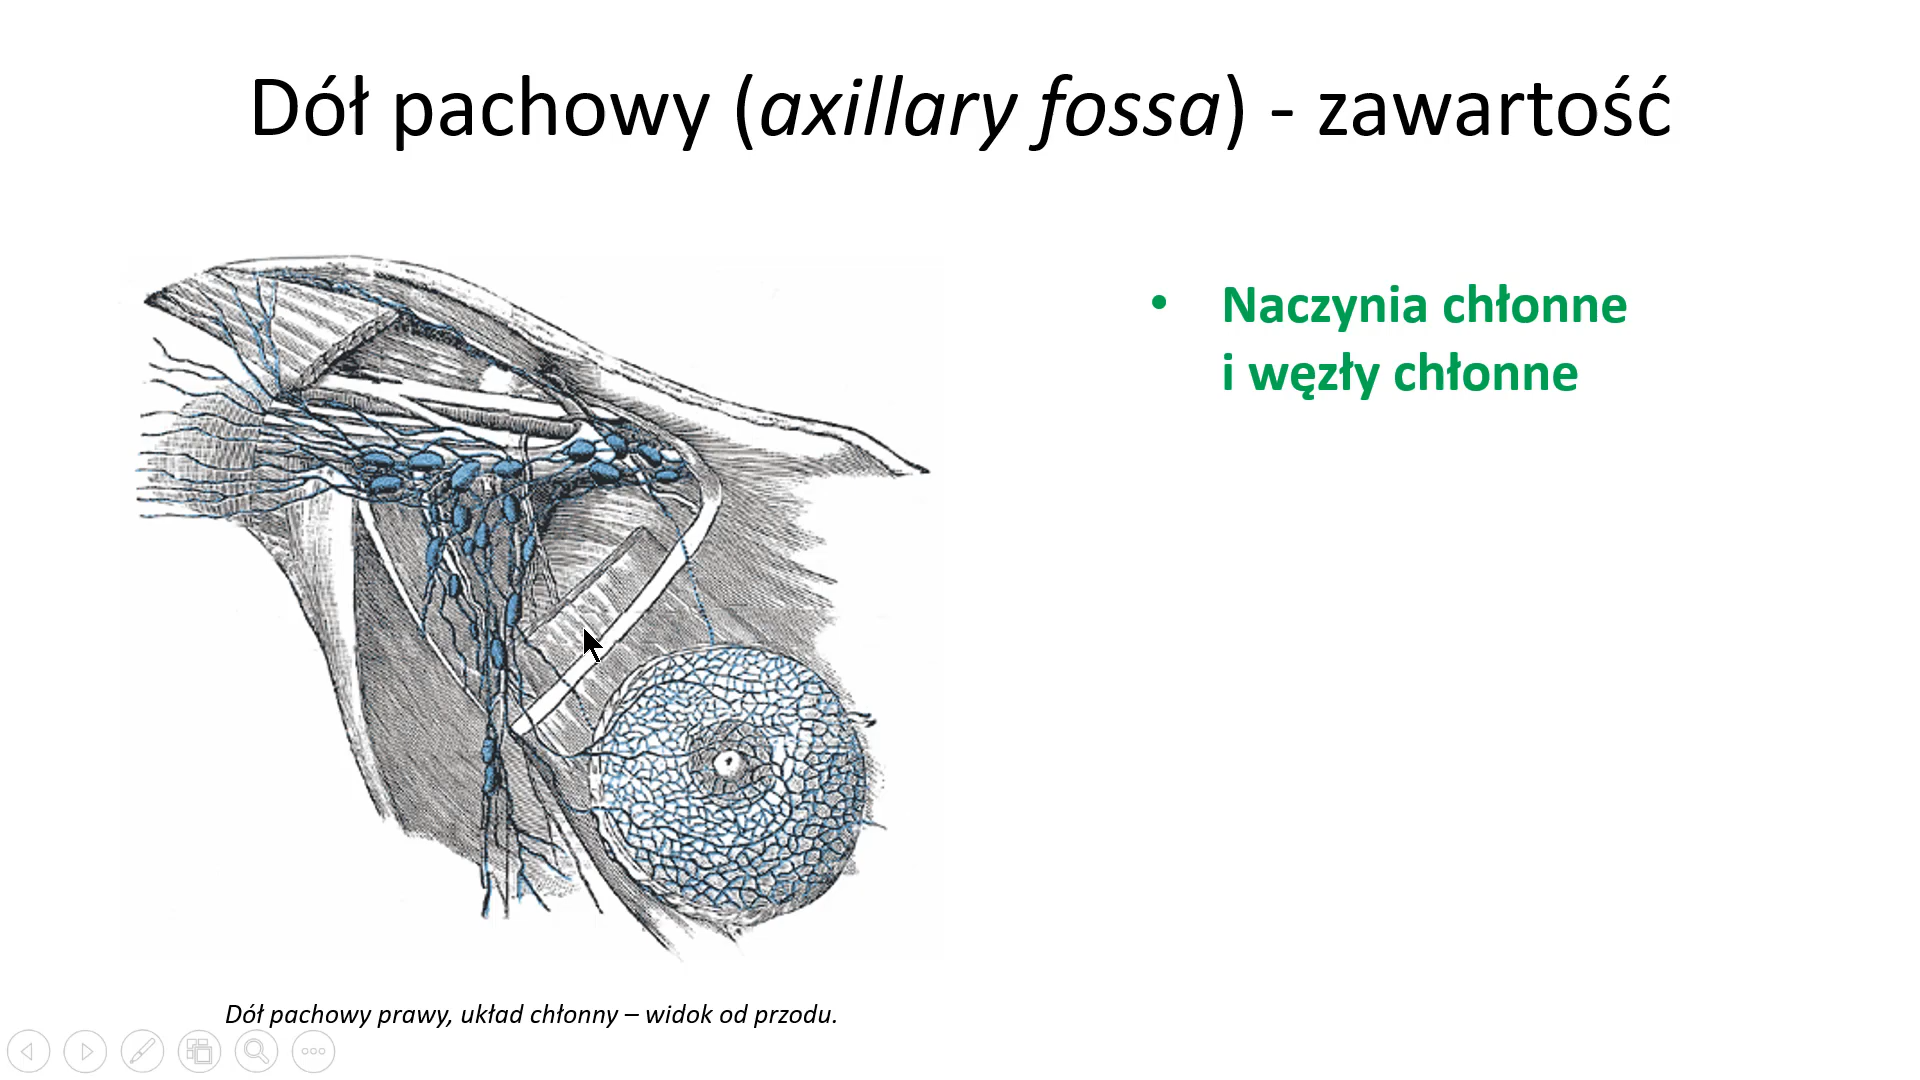 Dół pachowy (axillary fossa) - zawartość
• Naczynia chłonne
i węzły chłonne
Dół pachowy prawy, układ chłonny – widok od przodu.